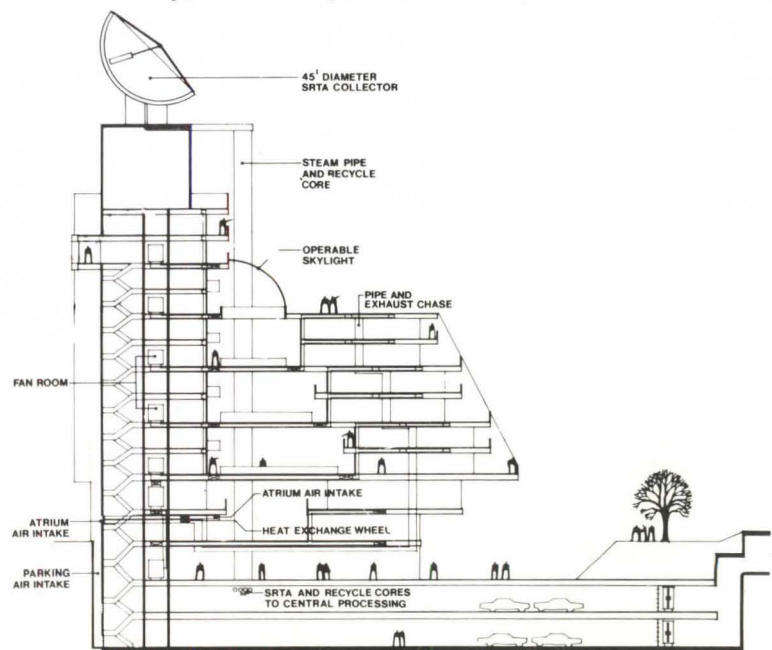 45' DIAMETER
SRTA COLLECTOR
STEAM PIPE
AND RECYCLE
CORE
OPERABLE
SKYLIGHT
PIPE AND
EXHAUST CHASE
FAN ROOM
ATRIUM AIR INTAKE
ATRIUM
AIR INTAKE
HEAT EXCHANGE WHEEL
PARKING
AIR INTAKE
SRTA AND RECYCLE CORES
TO CENTRAL PROCESSING